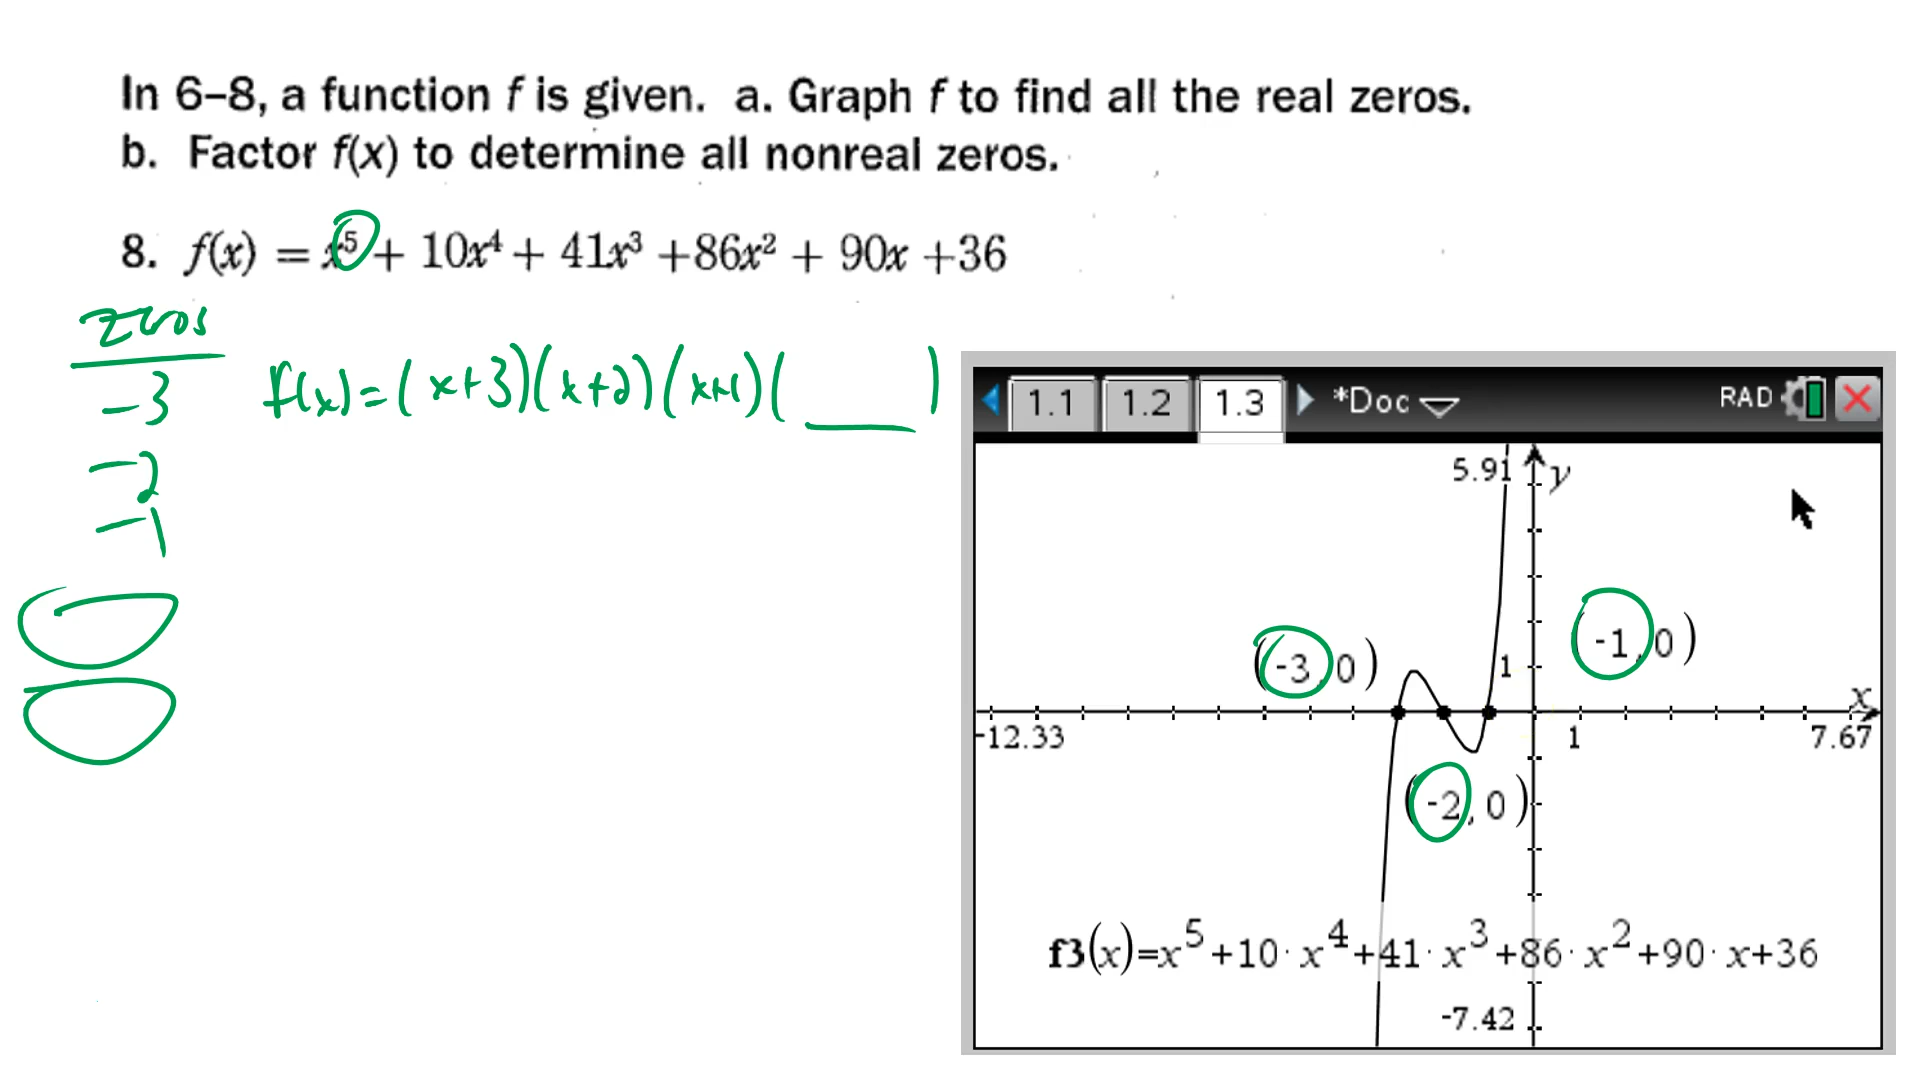 In 6–8, a function f is given. a. Graph f to find all the real zeros.
b. Factor f(x) to determine all nonreal zeros.
8. f(x) = x⁵ + 10x⁴ + 41x³ +86x² + 90x +36
zeros
-3
-2
-1
f(x)=(x+3)(x+2)(x+1)(___)
1.1 1.2 1.3 *Doc RAD
5.91 y
(-3,0) 1 (-1,0)
x
-12.33 1 7.67
(-2,0)
f3(x)=x⁵+10·x⁴+41·x³+86·x²+90·x+36
-7.42